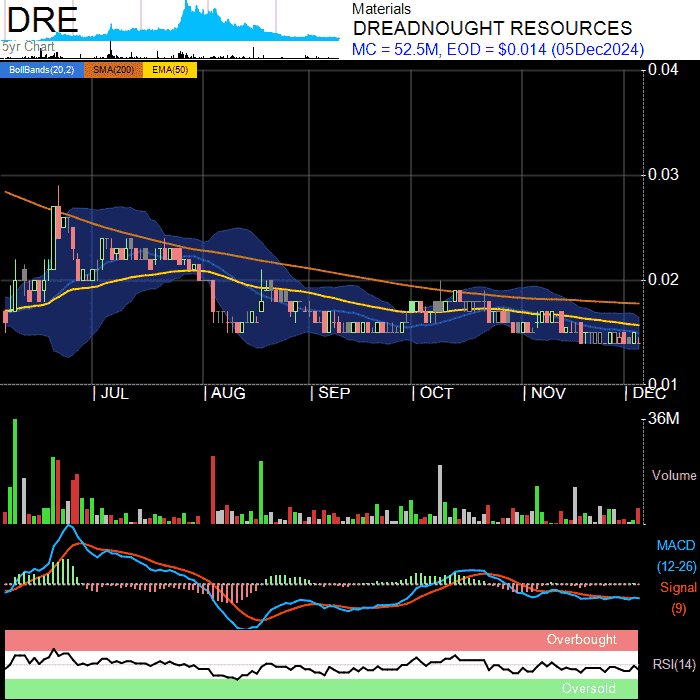 DRE
5yr Chart
Materials
DREADNOUGHT RESOURCES
MC = 52.5M, EOD = $0.014 (05Dec2024)
BollBands(20,2) SMA(200) EMA(50)
0.04
0.03
0.02
0.01
JUL AUG SEP OCT NOV DEC
36M
Volume
MACD
(12-26)
Signal
(9)
Overbought
RSI(14)
Oversold